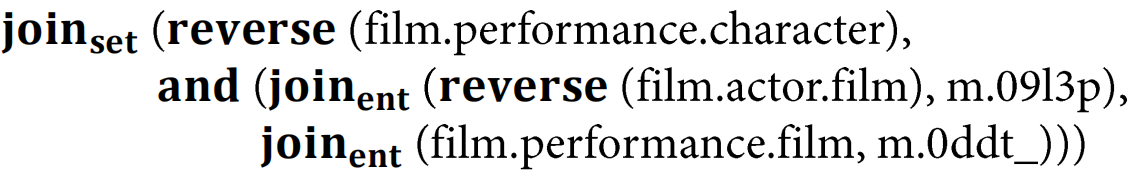 join_set (reverse (film.performance.character),
and (join_ent (reverse (film.actor.film), m.09l3p),
join_ent (film.performance.film, m.0ddt_)))